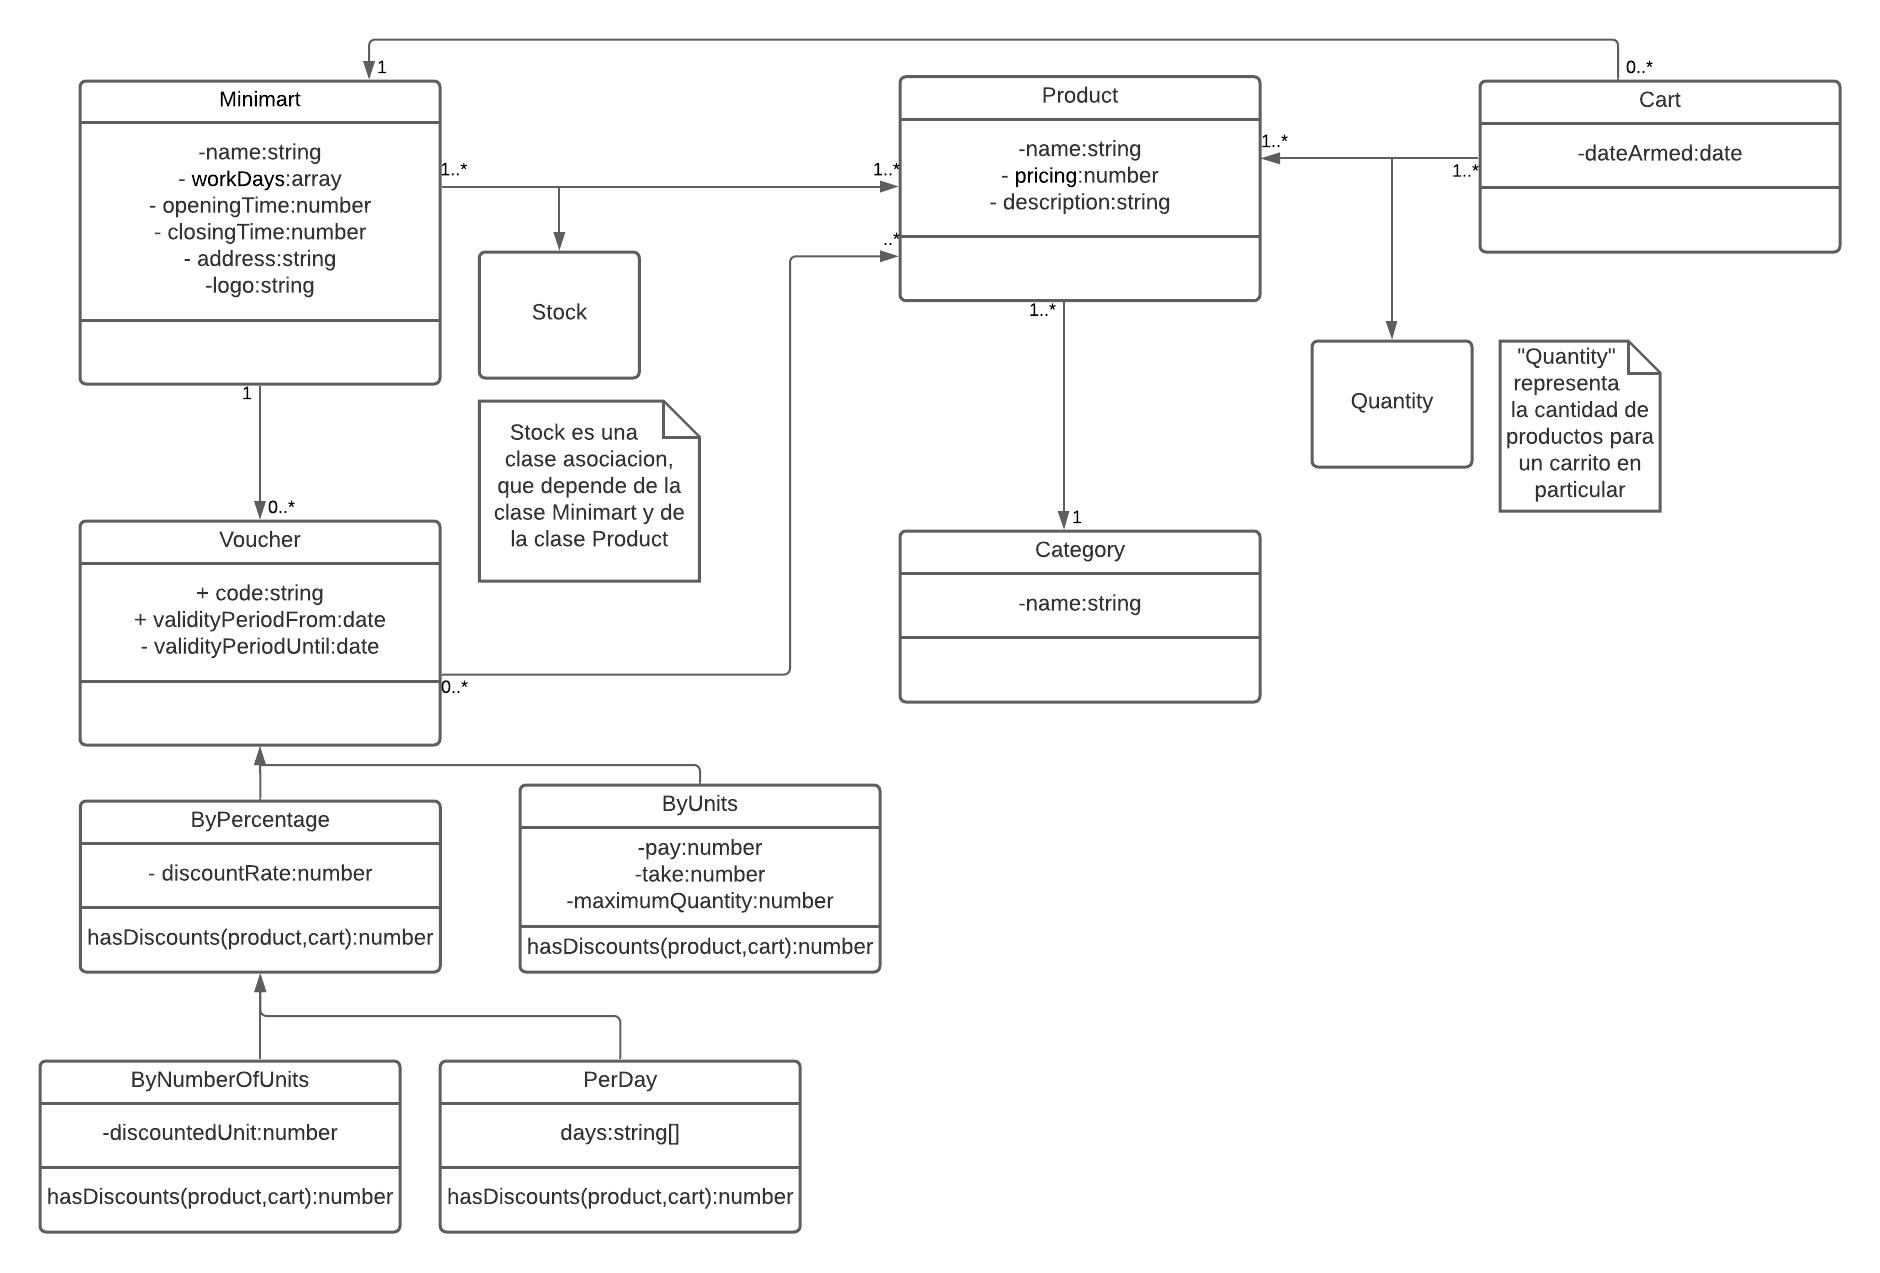 1
0..*
Minimart
-name:string
- workDays:array
- openingTime:number
- closingTime:number
- address:string
-logo:string
1..*
1..*
Product
-name:string
- pricing:number
- description:string
..*
1..*
1..*
Cart
-dateArmed:date
Stock
Stock es una
clase asociacion,
que depende de la
clase Minimart y de
la clase Product
1..*
1
Category
-name:string
Quantity
"Quantity"
representa
la cantidad de
productos para
un carrito en
particular
1
0..*
Voucher
+ code:string
+ validityPeriodFrom:date
- validityPeriodUntil:date
0..*
ByPercentage
- discountRate:number
hasDiscounts(product,cart):number
ByUnits
-pay:number
-take:number
-maximumQuantity:number
hasDiscounts(product,cart):number
ByNumberOfUnits
-discountedUnit:number
hasDiscounts(product,cart):number
PerDay
days:string[]
hasDiscounts(product,cart):number